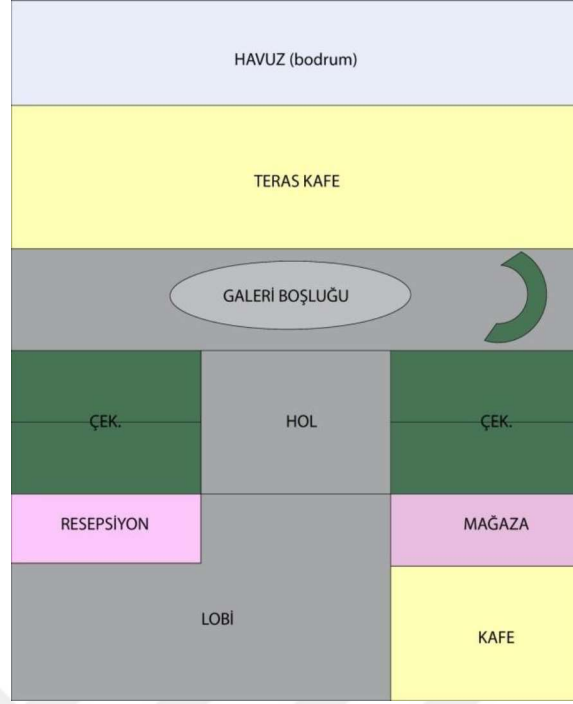 HAVUZ (bodrum)
TERAS KAFE
GALERİ BOŞLUĞU
ÇEK.
HOL
ÇEK.
RESEPSİYON
MAĞAZA
LOBİ
KAFE